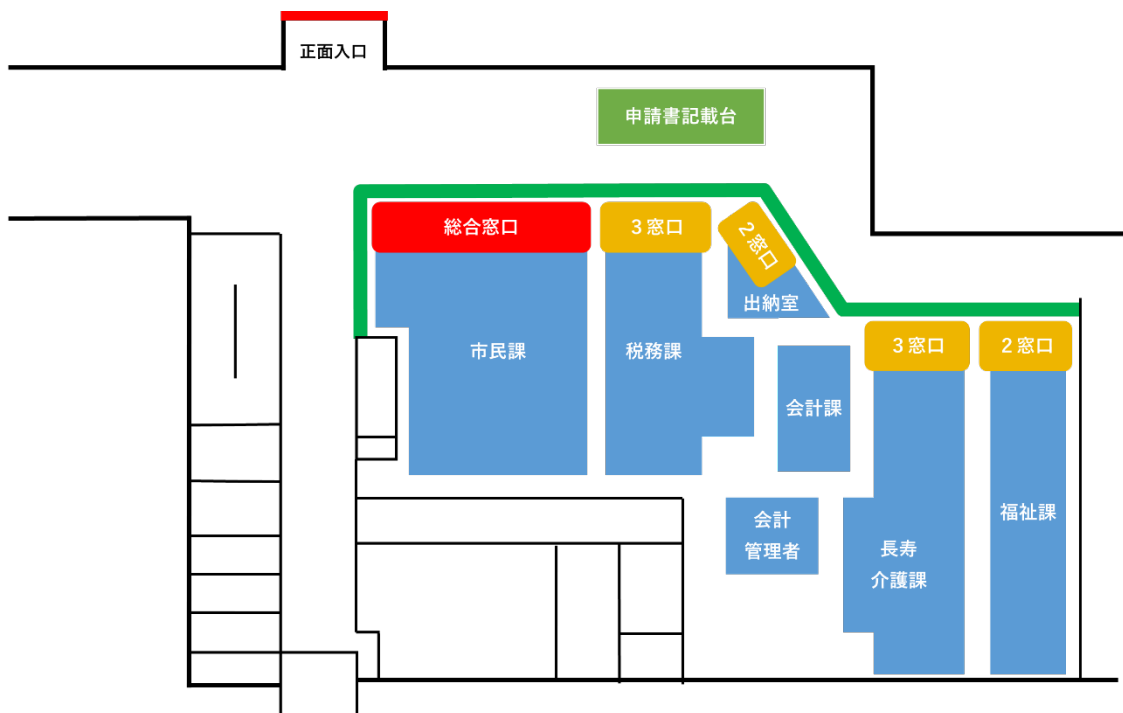 正面入口
申請書記載台
総合窓口
３窓口
２窓口
出納室
市民課
税務課
３窓口
２窓口
会計課
会計
管理者
長寿
介護課
福祉課